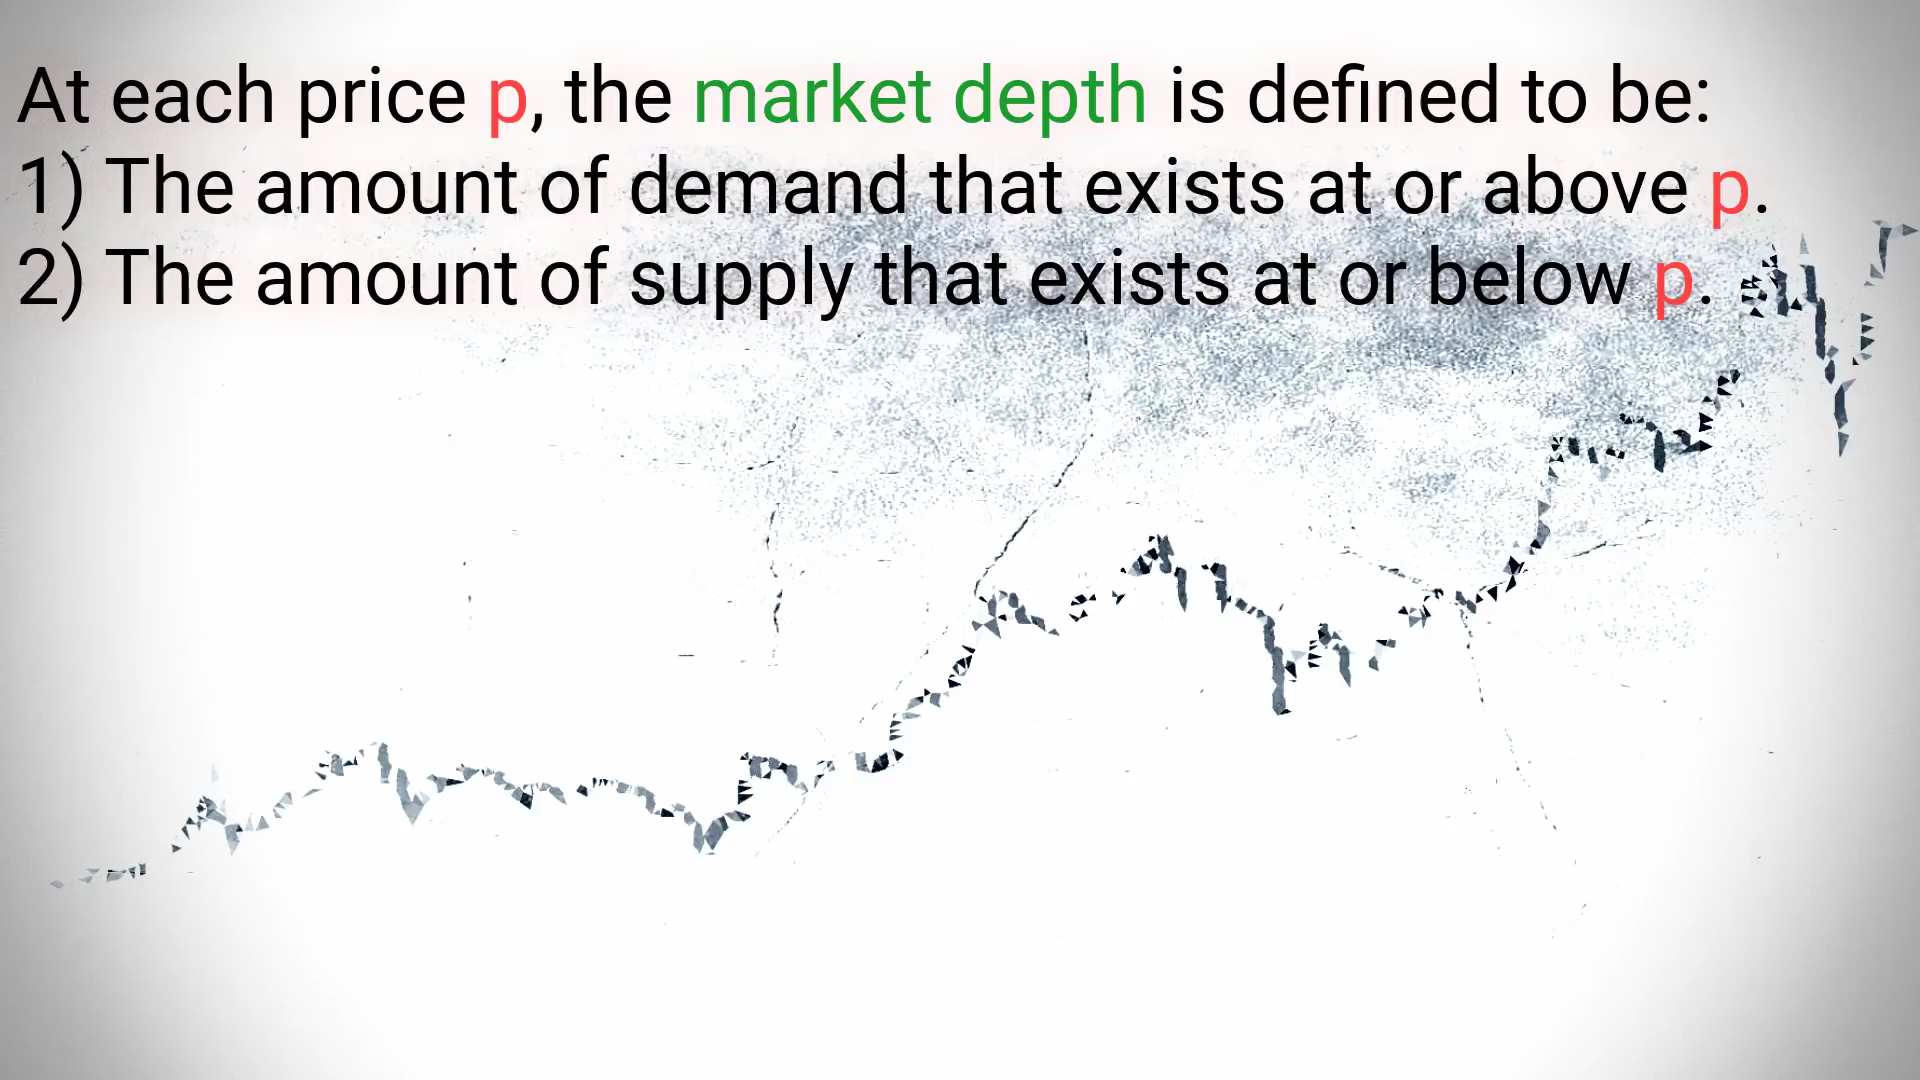 At each price p, the market depth is defined to be:
1) The amount of demand that exists at or above p.
2) The amount of supply that exists at or below p.